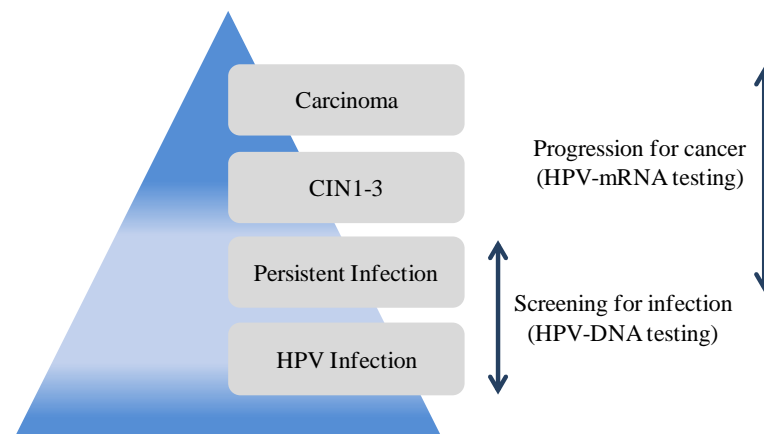 Carcinoma
CIN1-3
Persistent Infection
HPV Infection
Progression for cancer
(HPV-mRNA testing)
Screening for infection
(HPV-DNA testing)